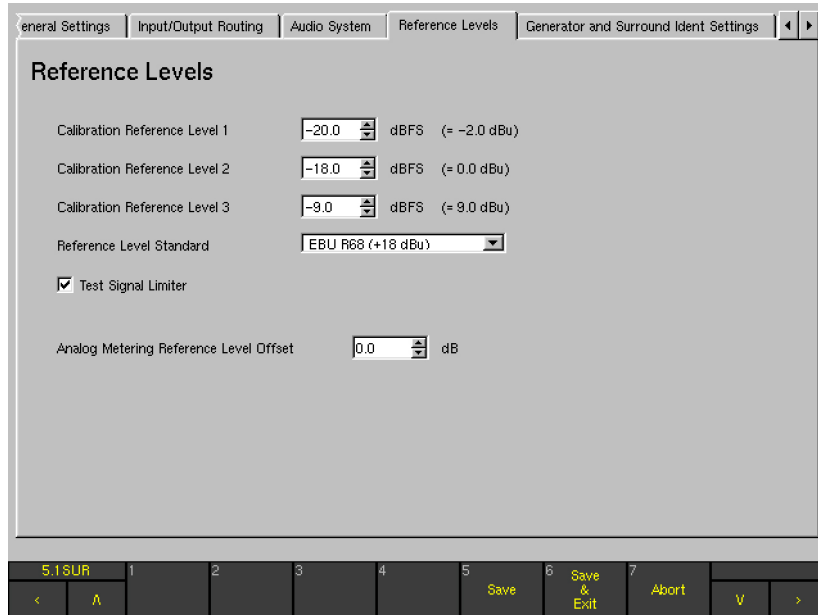 eneral Settings Input/Output Routing Audio System Reference Levels Generator and Surround Ident Settings
Reference Levels
Calibration Reference Level 1 -20.0 dBFS (= -2.0 dBu)
Calibration Reference Level 2 -18.0 dBFS (= 0.0 dBu)
Calibration Reference Level 3 -9.0 dBFS (= 9.0 dBu)
Reference Level Standard EBU R68 (+18 dBu)
Test Signal Limiter
Analog Metering Reference Level Offset 0.0 dB
5.1SUR 1 2 3 4 5 Save 6 Save & Exit 7 Abort
< Λ V >